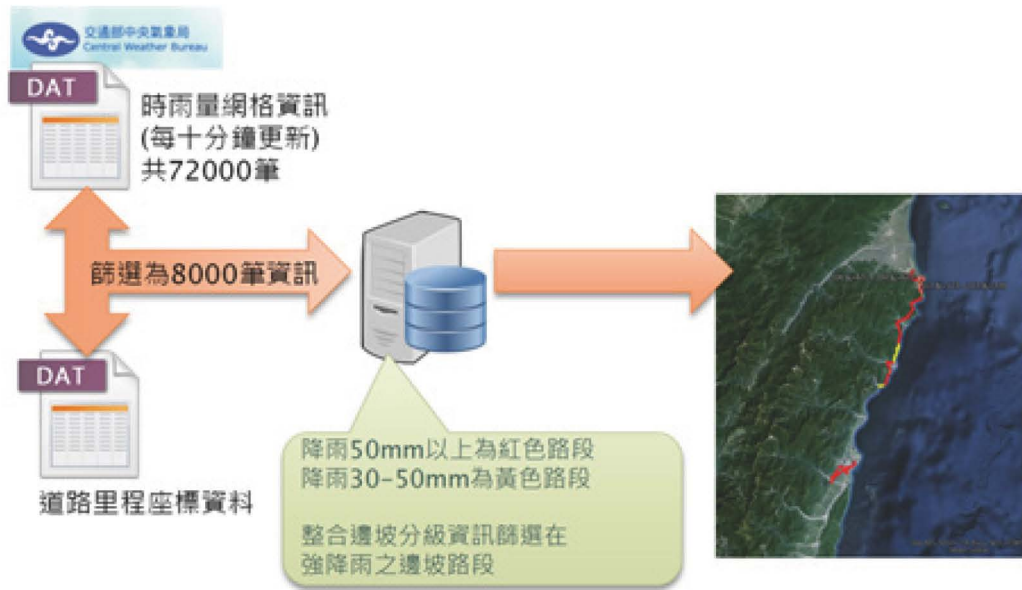 交通部中央氣象局
Central Weather Bureau
DAT
時雨量網格資訊
(每十分鐘更新)
共72000筆
篩選為8000筆資訊
DAT
道路里程座標資料
降雨50mm以上為紅色路段
降雨30-50mm為黃色路段
整合邊坡分級資訊篩選在
強降雨之邊坡路段